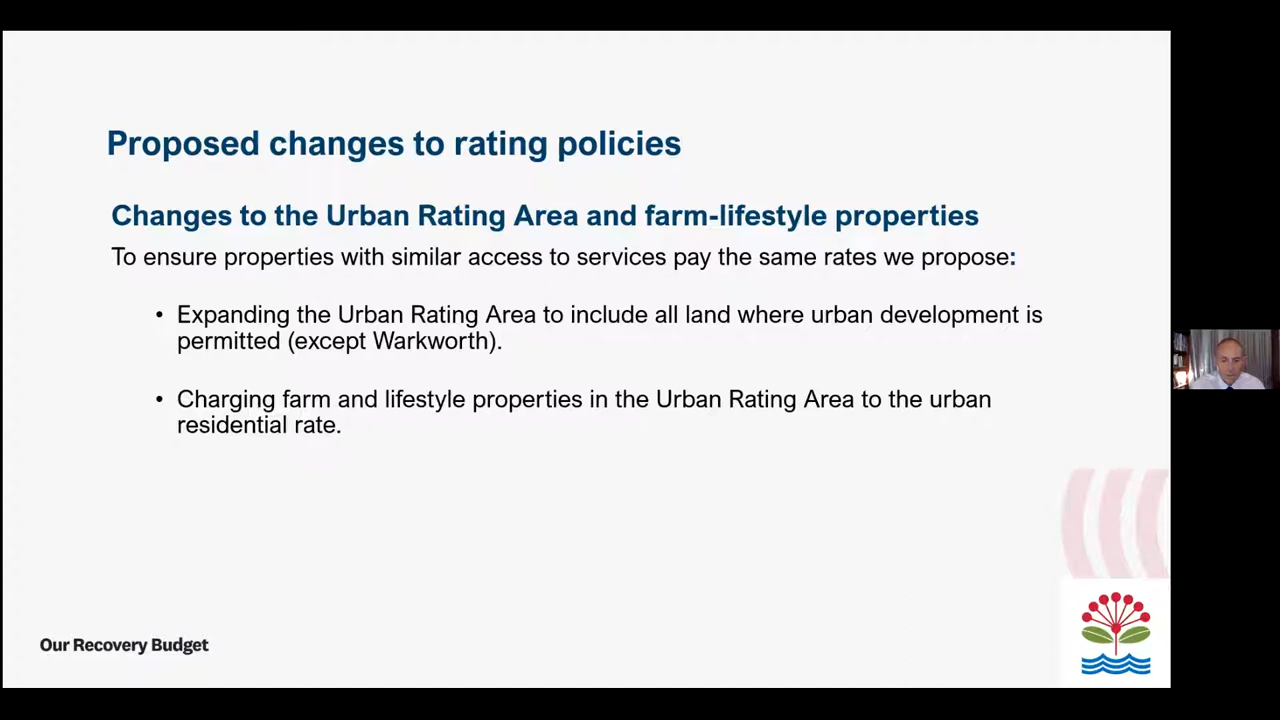 Proposed changes to rating policies
Changes to the Urban Rating Area and farm-lifestyle properties
To ensure properties with similar access to services pay the same rates we propose:
• Expanding the Urban Rating Area to include all land where urban development is
permitted (except Warkworth).
• Charging farm and lifestyle properties in the Urban Rating Area to the urban
residential rate.
Our Recovery Budget